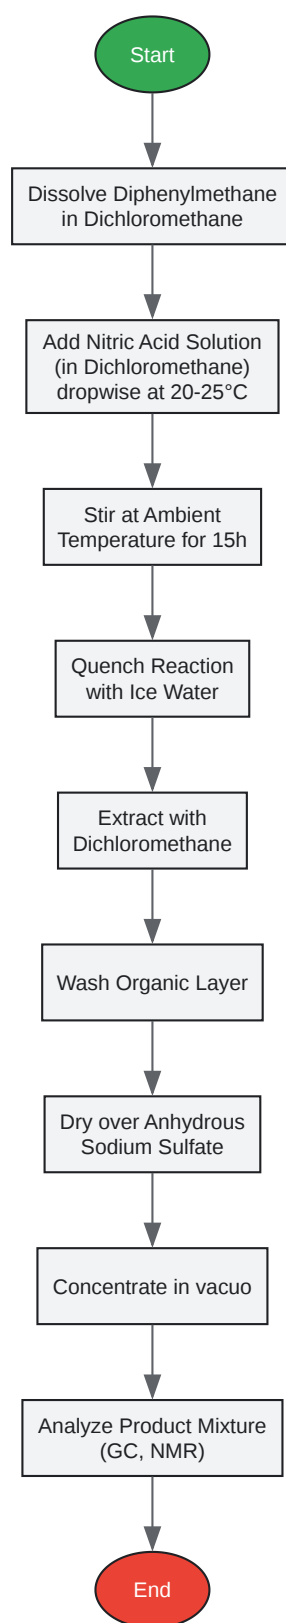 Start
Dissolve Diphenylmethane
in Dichloromethane
Add Nitric Acid Solution
(in Dichloromethane)
dropwise at 20-25°C
Stir at Ambient
Temperature for 15h
Quench Reaction
with Ice Water
Extract with
Dichloromethane
Wash Organic Layer
Dry over Anhydrous
Sodium Sulfate
Concentrate in vacuo
Analyze Product Mixture
(GC, NMR)
End